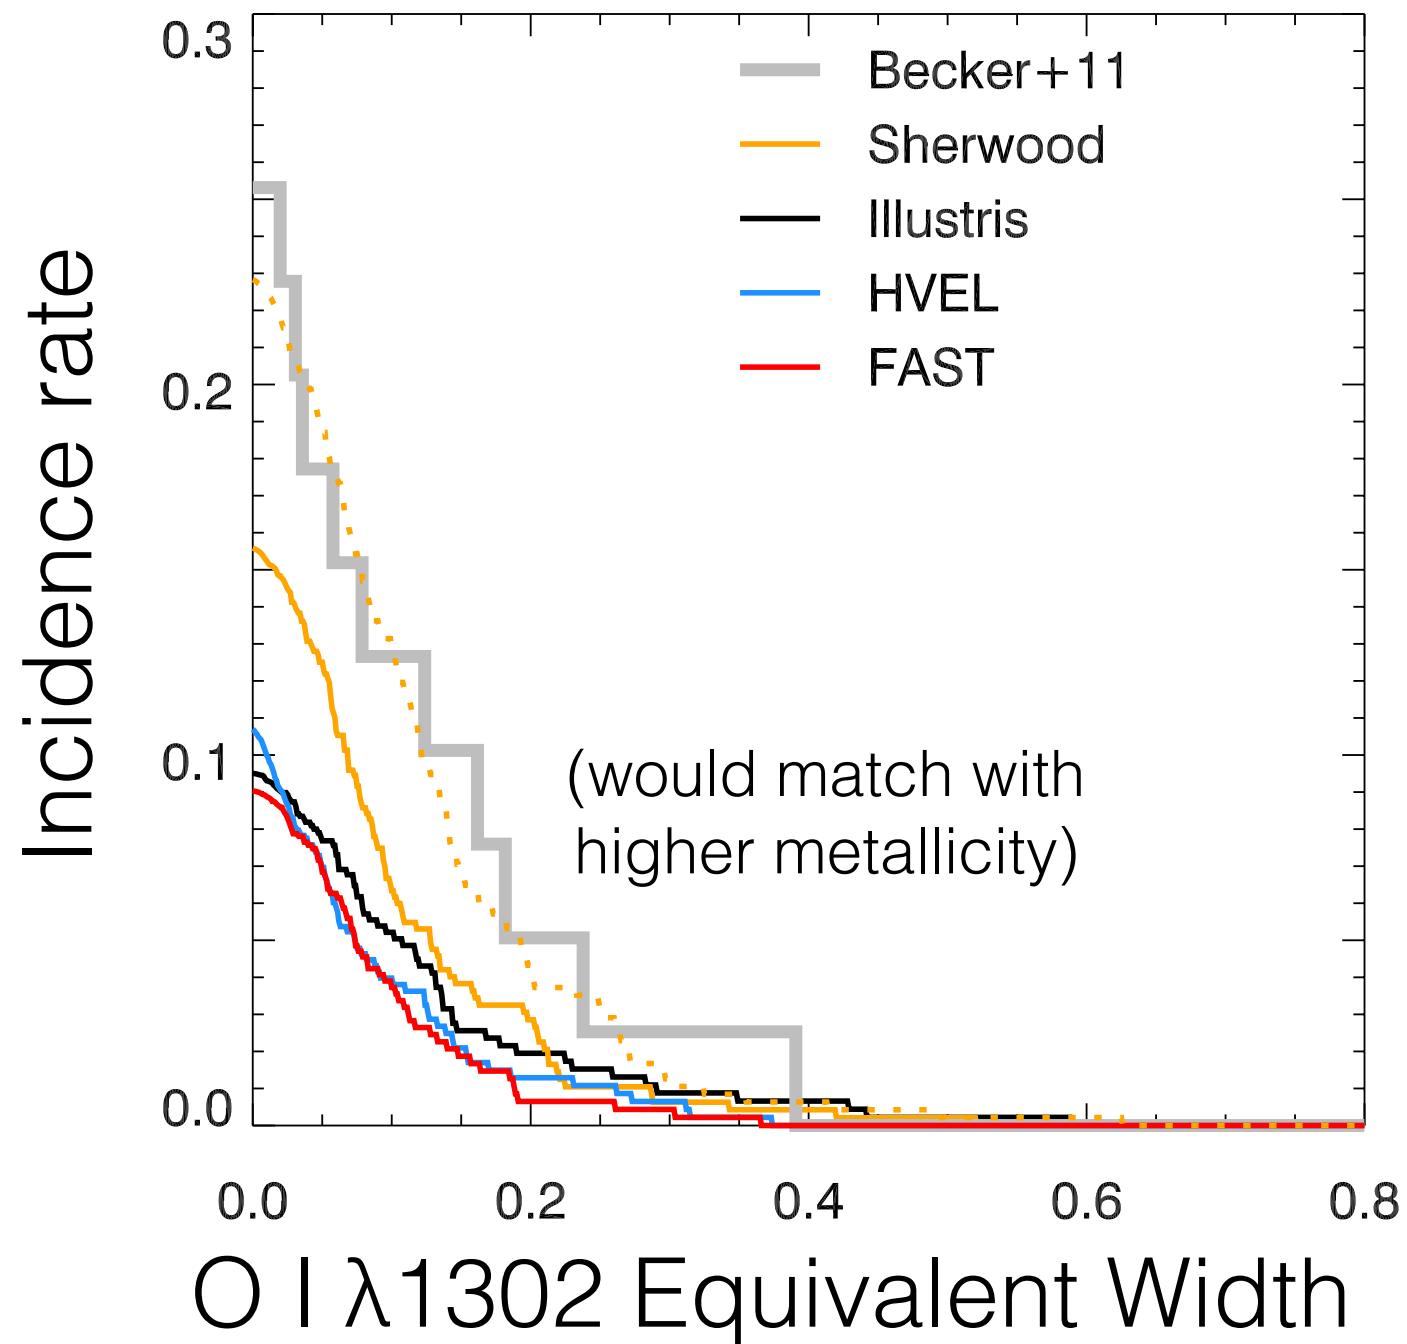 0.3
0.2
0.1
0.0
Incidence rate
Becker+11
Sherwood
Illustris
HVEL
FAST
(would match with
higher metallicity)
0.0 0.2 0.4 0.6 0.8
O I λ1302 Equivalent Width